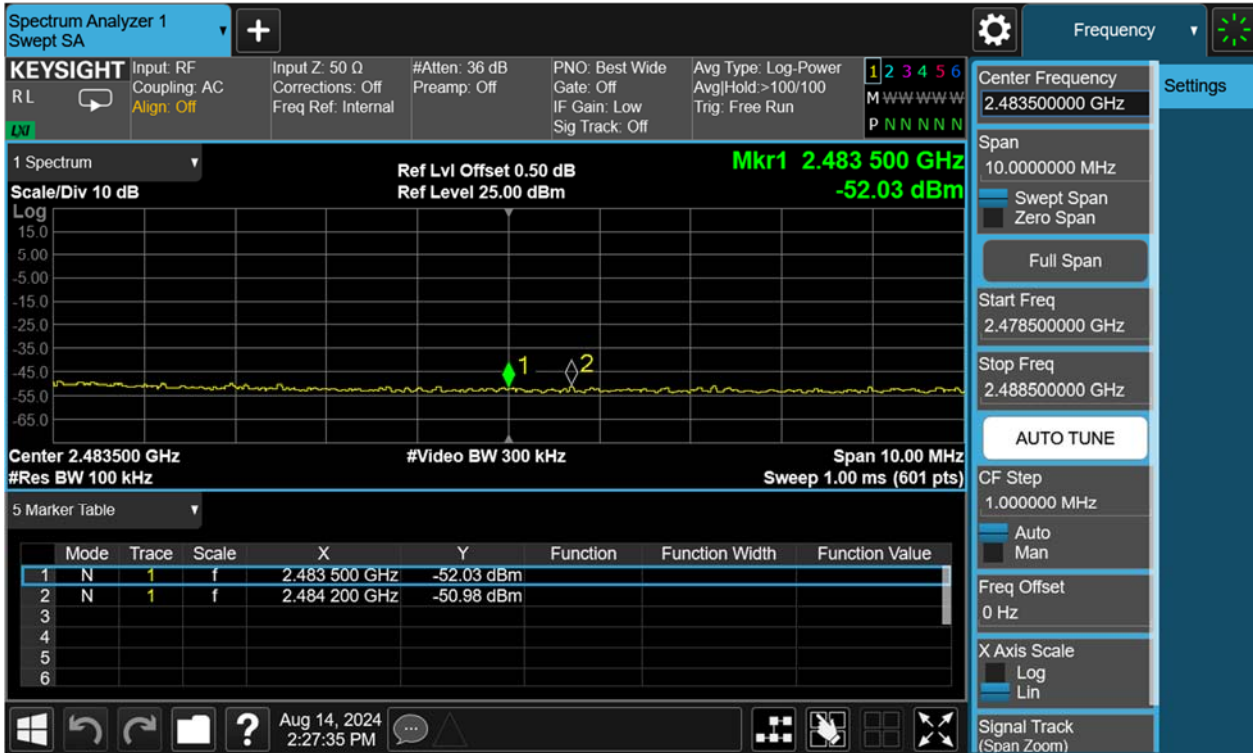 Spectrum Analyzer 1
Swept SA
+
Frequency
KEYSIGHT
RL
LXI
Input: RF
Coupling: AC
Align: Off
Input Z: 50 Ω
Corrections: Off
Freq Ref: Internal
#Atten: 36 dB
Preamp: Off
PNO: Best Wide
Gate: Off
IF Gain: Low
Sig Track: Off
Avg Type: Log-Power
Avg|Hold:>100/100
Trig: Free Run
1 2 3 4 5 6
M W W W W W
P N N N N N
1 Spectrum
Scale/Div 10 dB
Ref Lvl Offset 0.50 dB
Ref Level 25.00 dBm
Mkr1 2.483 500 GHz
-52.03 dBm
Log
15.0
5.00
-5.00
-15.0
-25.0
-35.0
-45.0
-55.0
-65.0
1
2
Center 2.483500 GHz
#Video BW 300 kHz
Span 10.00 MHz
#Res BW 100 kHz
Sweep 1.00 ms (601 pts)
5 Marker Table
Mode Trace Scale X Y Function Function Width Function Value
1 N 1 f 2.483 500 GHz -52.03 dBm
2 N 1 f 2.484 200 GHz -50.98 dBm
3
4
5
6
?
Aug 14, 2024
2:27:35 PM
Center Frequency
2.483500000 GHz
Settings
Span
10.0000000 MHz
Swept Span
Zero Span
Full Span
Start Freq
2.478500000 GHz
Stop Freq
2.488500000 GHz
AUTO TUNE
CF Step
1.000000 MHz
Auto
Man
Freq Offset
0 Hz
X Axis Scale
Log
Lin
Signal Track
(Span Zoom)